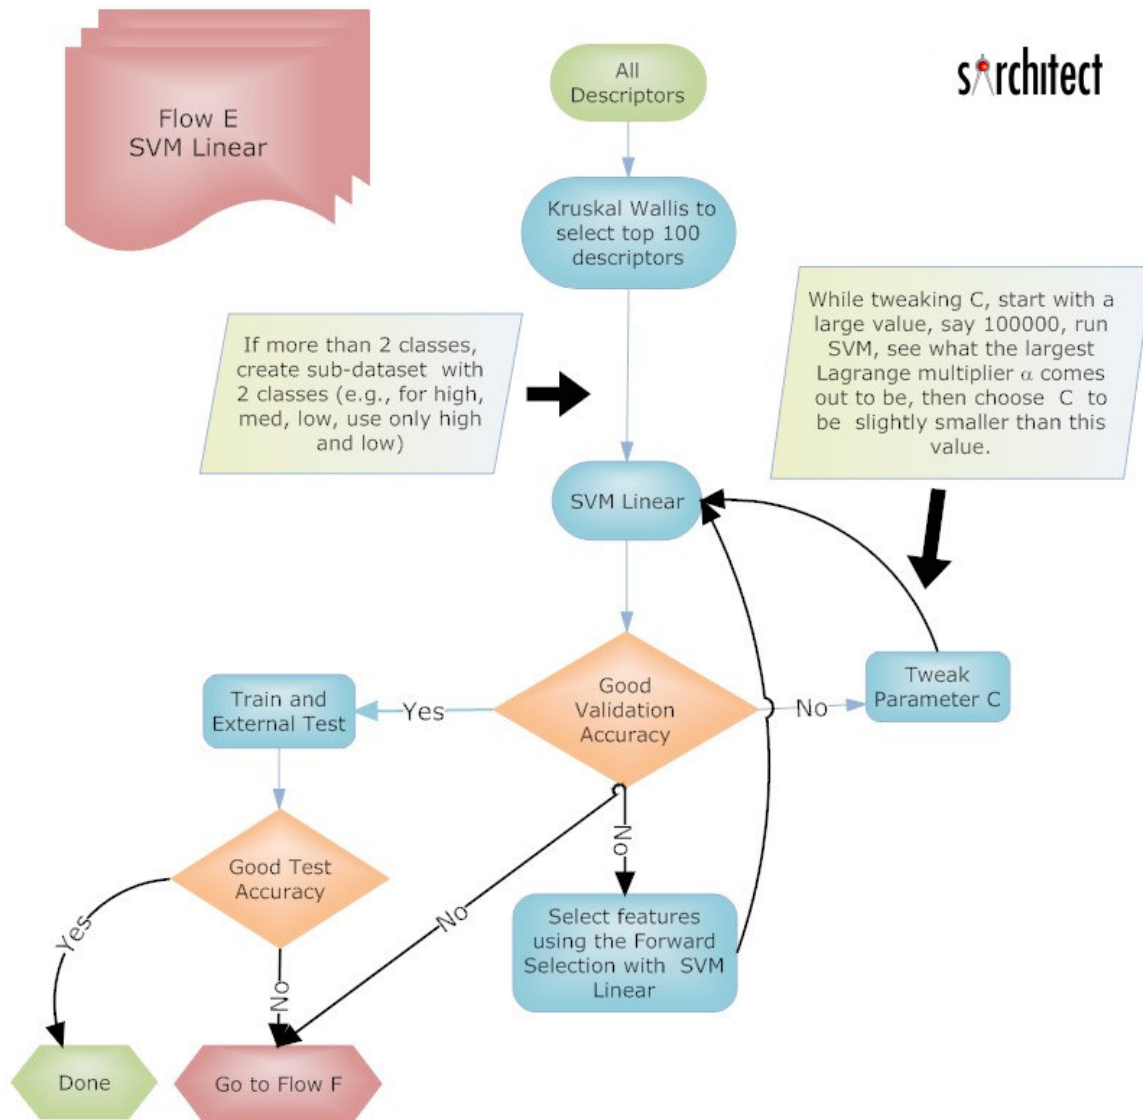 Flow E
SVM Linear
All
Descriptors
sArchitect
Kruskal Wallis to
select top 100
descriptors
If more than 2 classes,
create sub-dataset with
2 classes (e.g., for high,
med, low, use only high
and low)
While tweaking C, start with a
large value, say 100000, run
SVM, see what the largest
Lagrange multiplier α comes
out to be, then choose C to
be slightly smaller than this
value.
SVM Linear
Good
Validation
Accuracy
Yes
No
Tweak
Parameter C
Train and
External Test
No
No
Good Test
Accuracy
Select features
using the Forward
Selection with SVM
Linear
Yes
No
Done
Go to Flow F